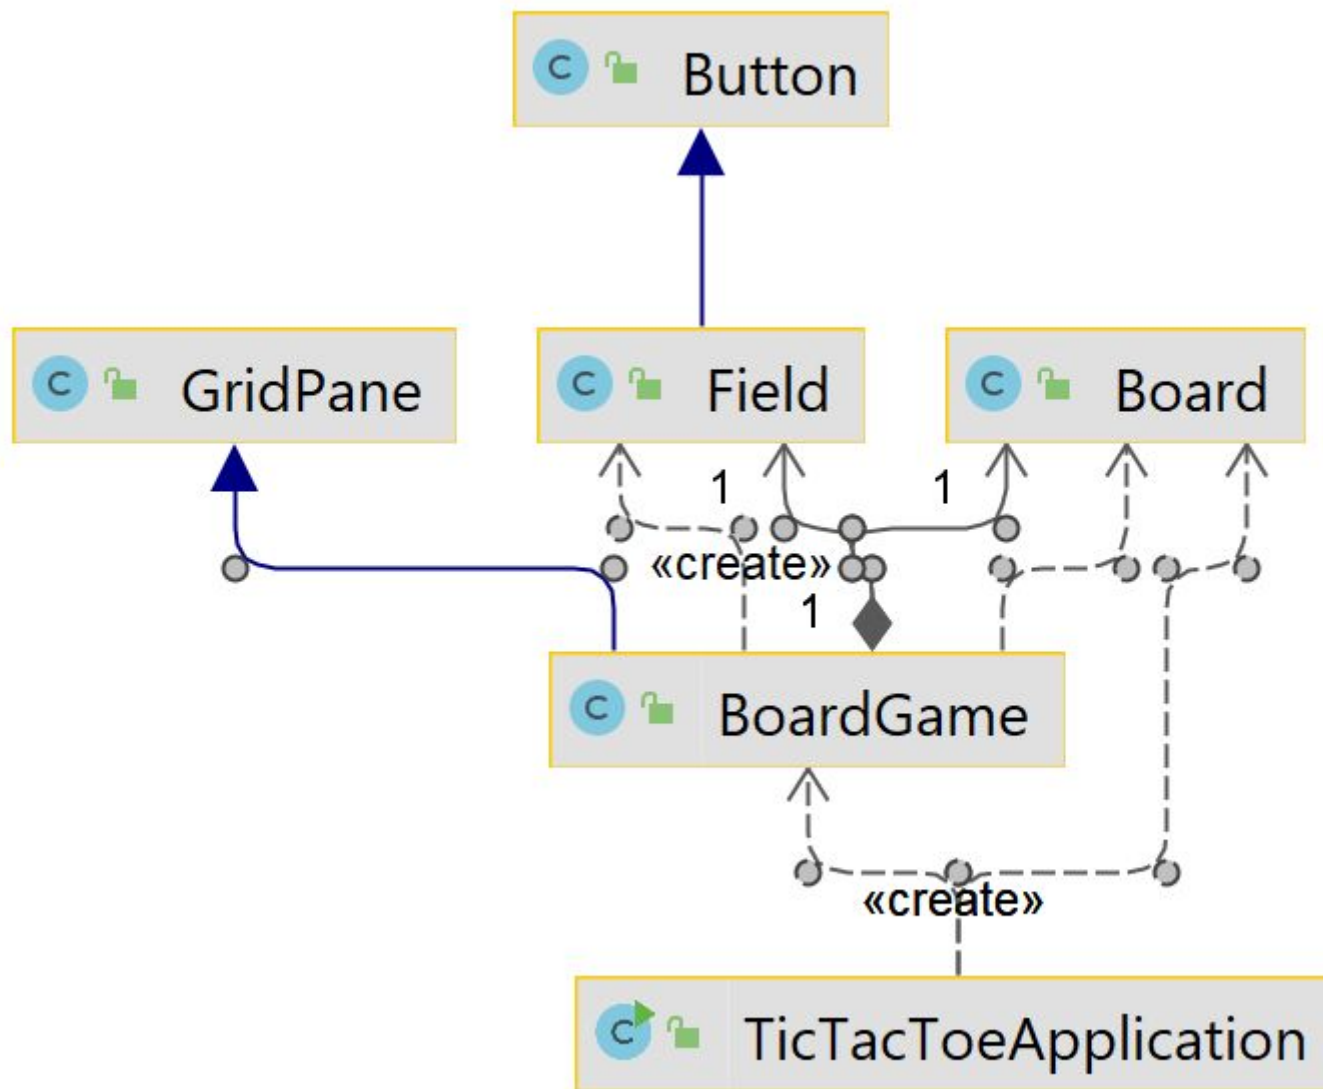 C Button
C GridPane
C Field
C Board
1
1
«create»
1
C BoardGame
«create»
C TicTacToeApplication